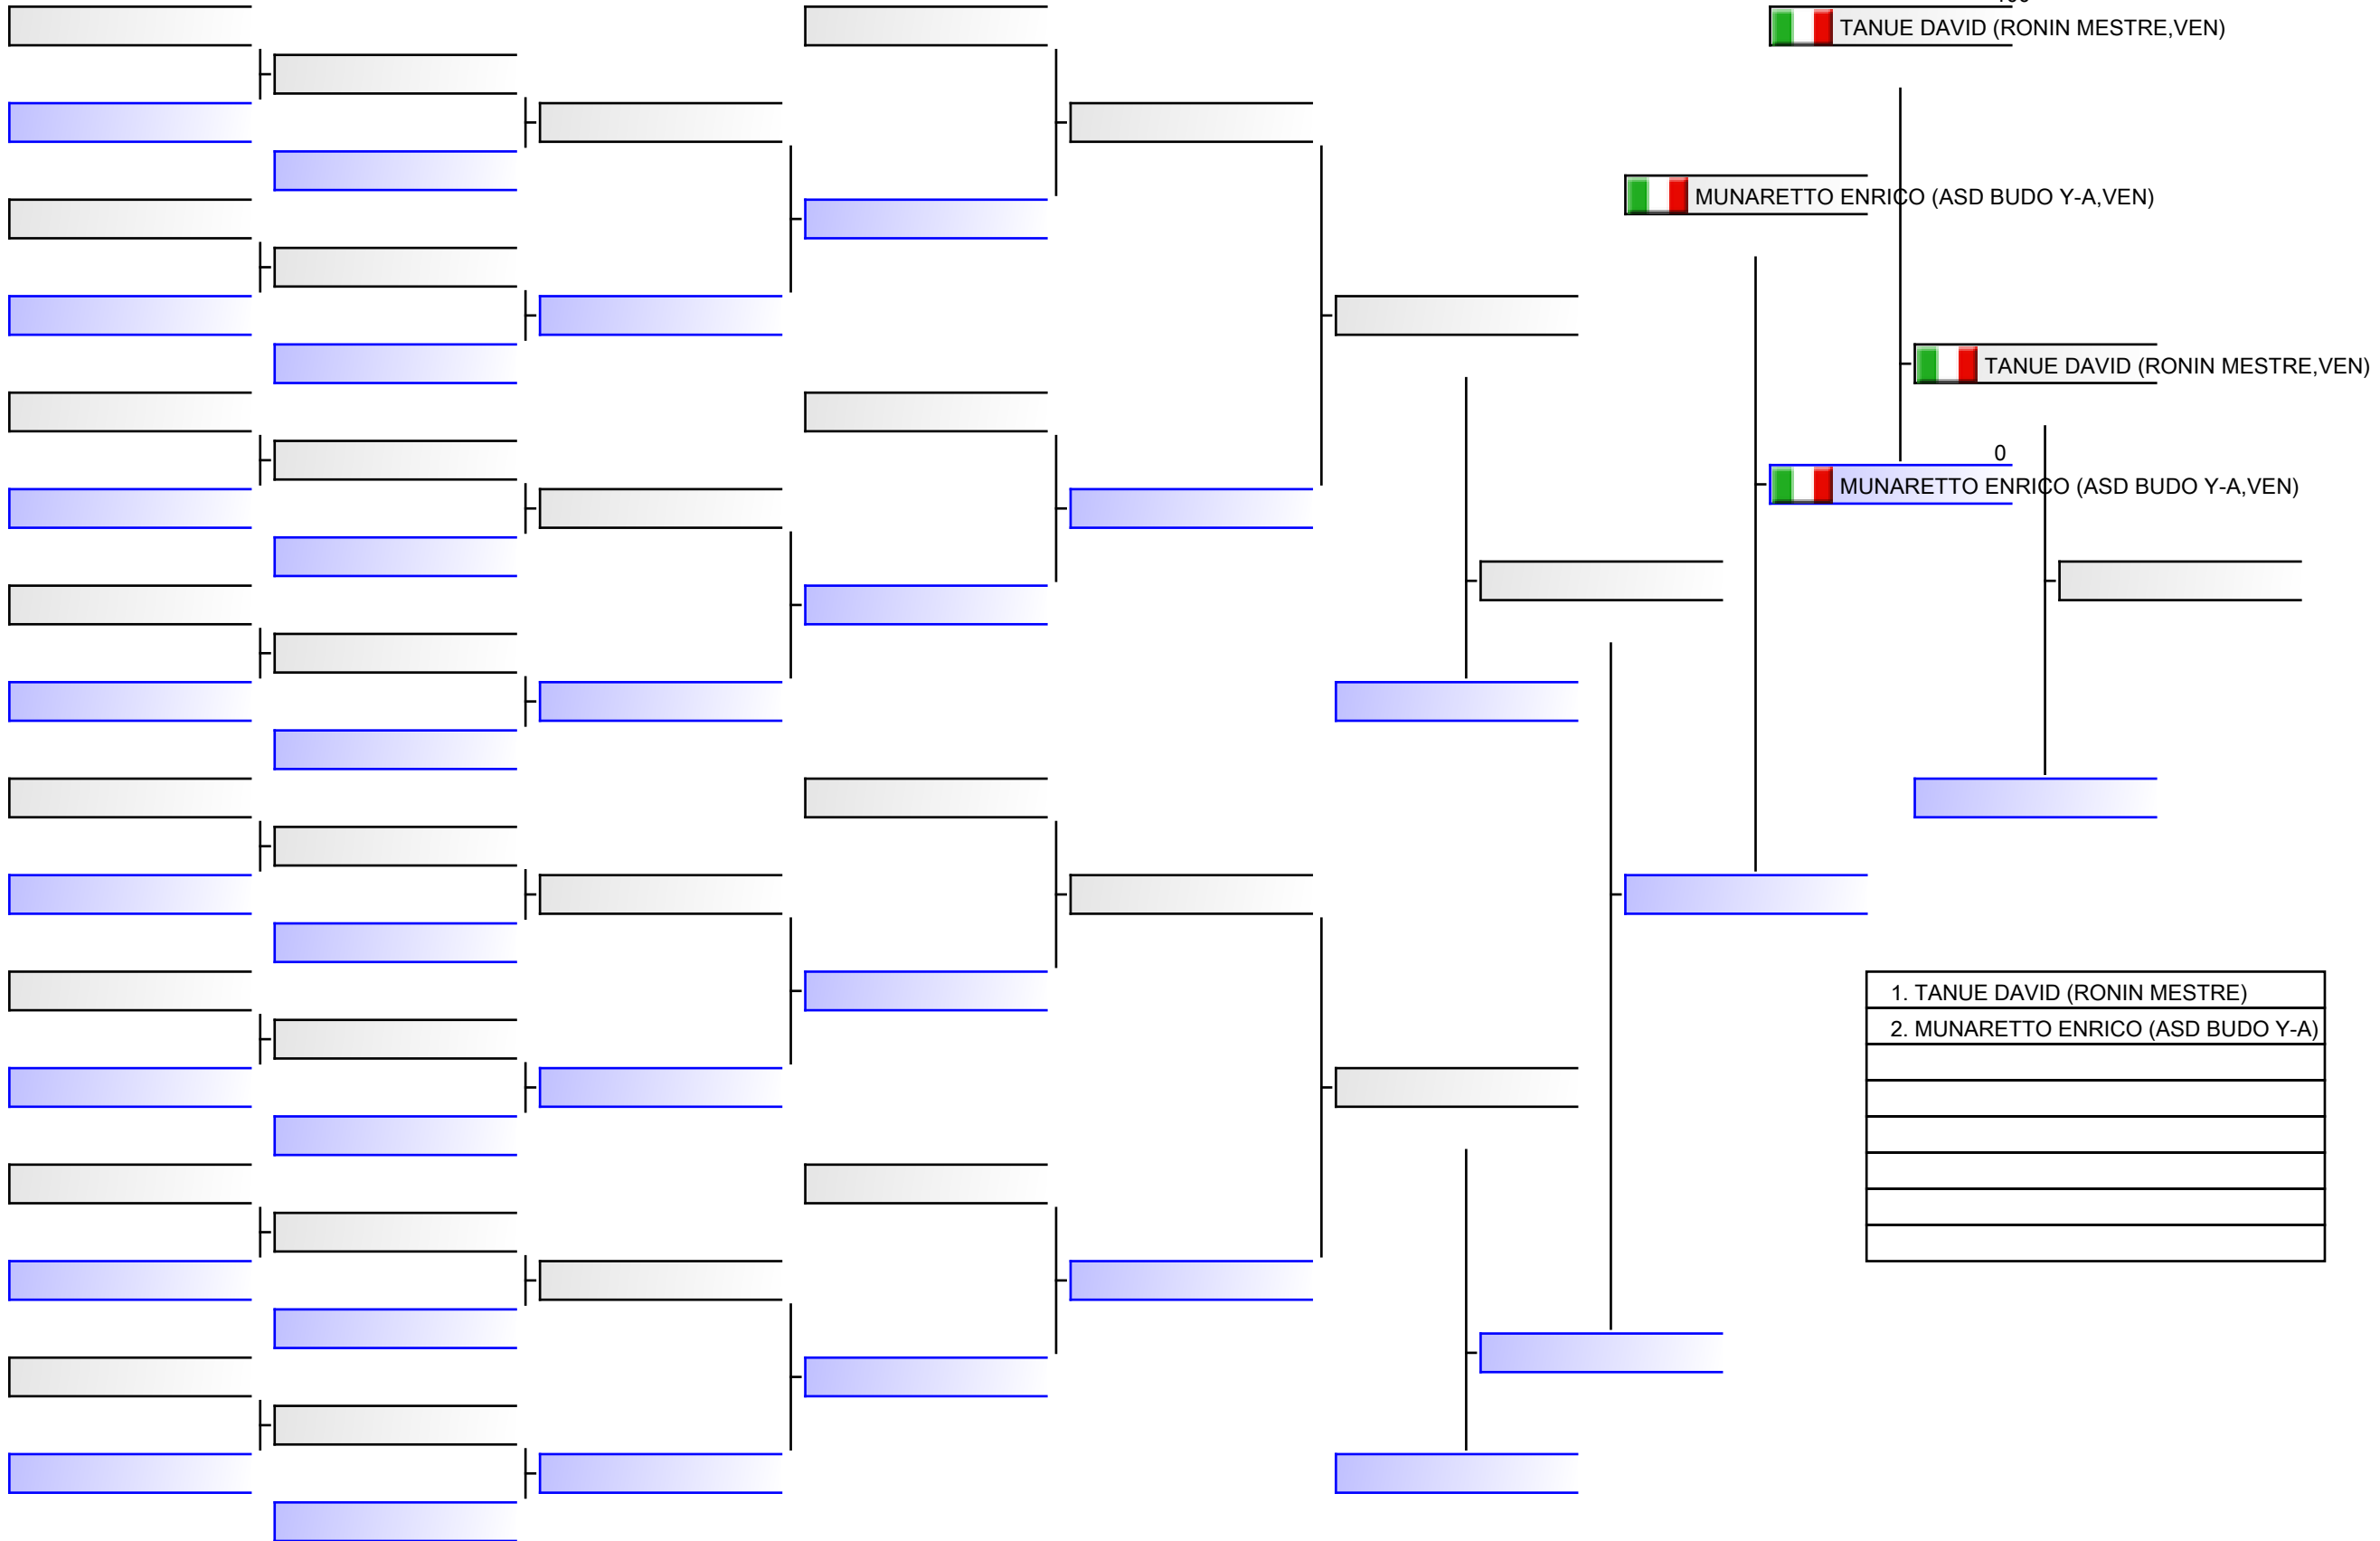 TANUE DAVID (RONIN MESTRE,VEN)
MUNARETTO ENRICO (ASD BUDO Y-A,VEN)
TANUE DAVID (RONIN MESTRE,VEN)
0
MUNARETTO ENRICO (ASD BUDO Y-A,VEN)
1. TANUE DAVID (RONIN MESTRE)
2. MUNARETTO ENRICO (ASD BUDO Y-A)